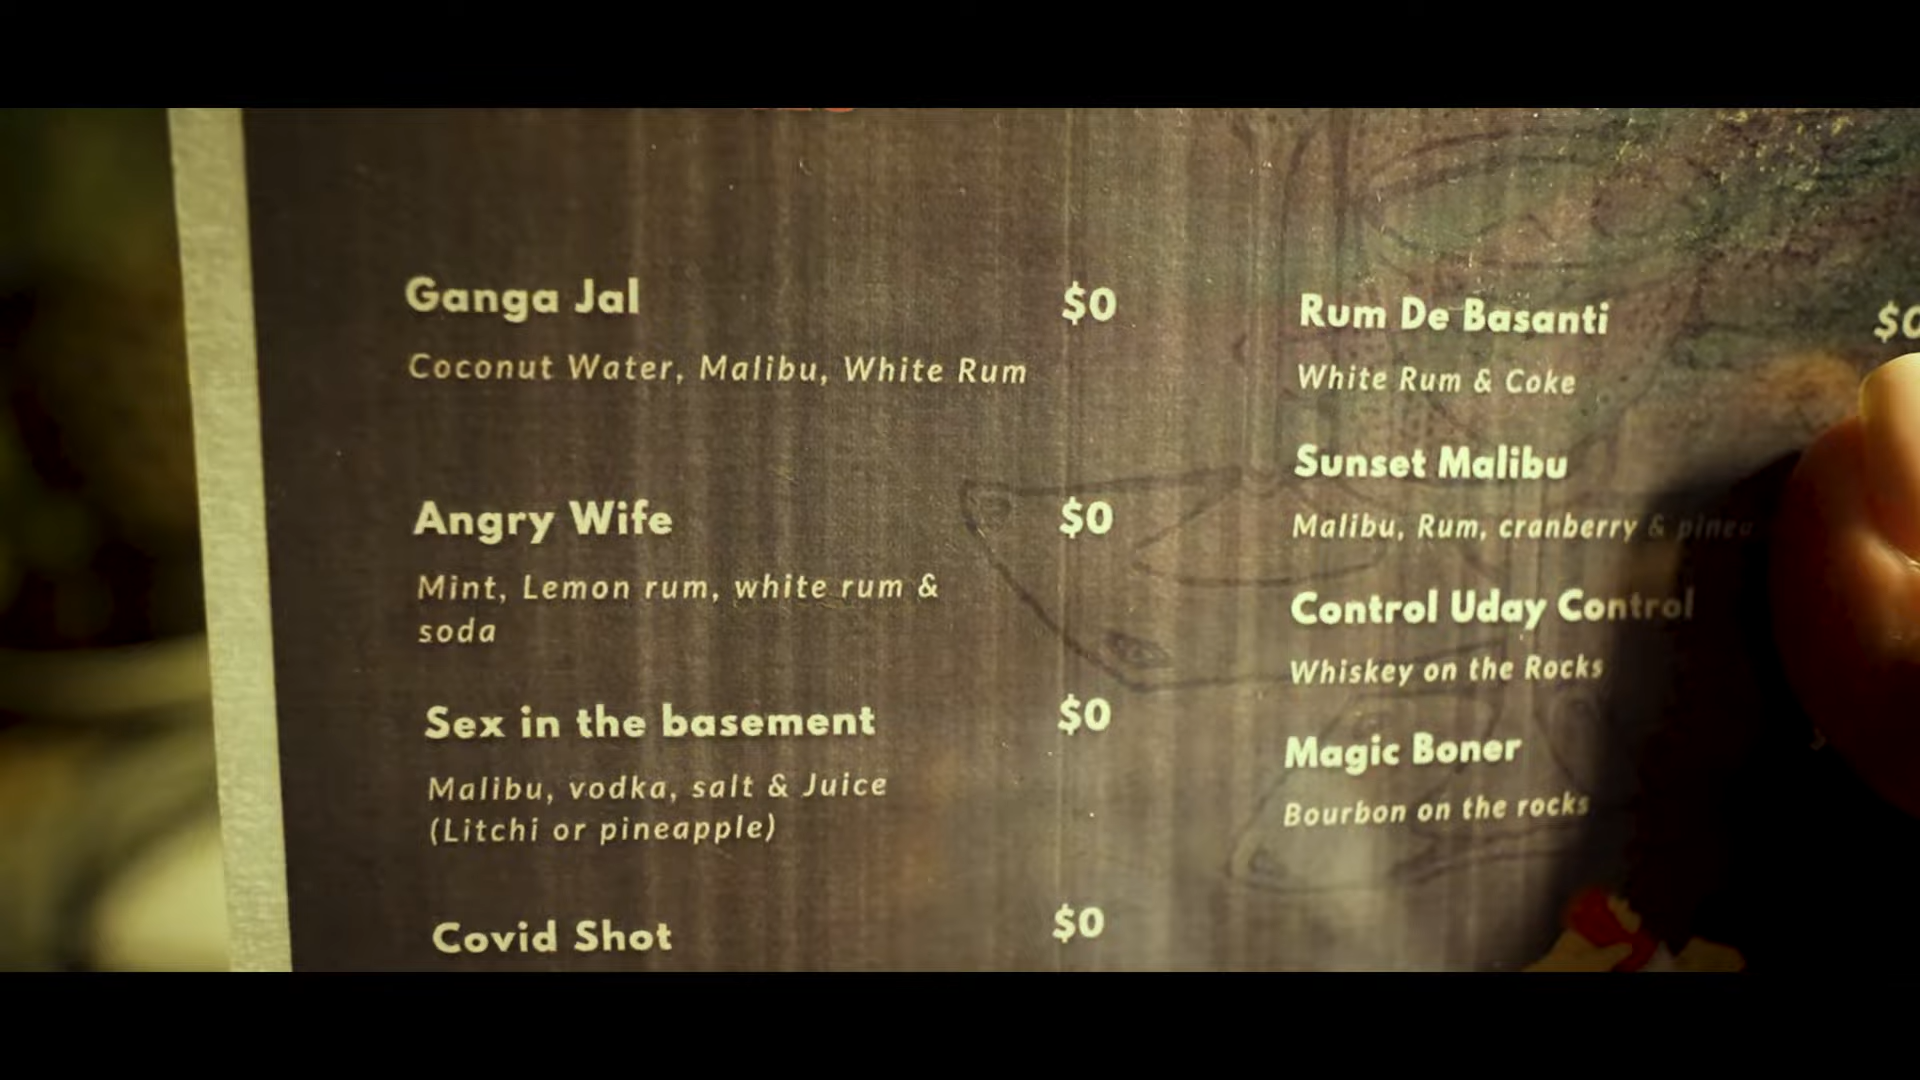 Ganga Jal $0
Coconut Water, Malibu, White Rum
Angry Wife $0
Mint, Lemon rum, white rum &
soda
Sex in the basement $0
Malibu, vodka, salt & Juice
(Litchi or pineapple)
Covid Shot $0
Rum De Basanti $0
White Rum & Coke
Sunset Malibu
Malibu, Rum, cranberry &
Control Uday Control
Whiskey on the Rocks
Magic Boner
Bourbon on the rocks